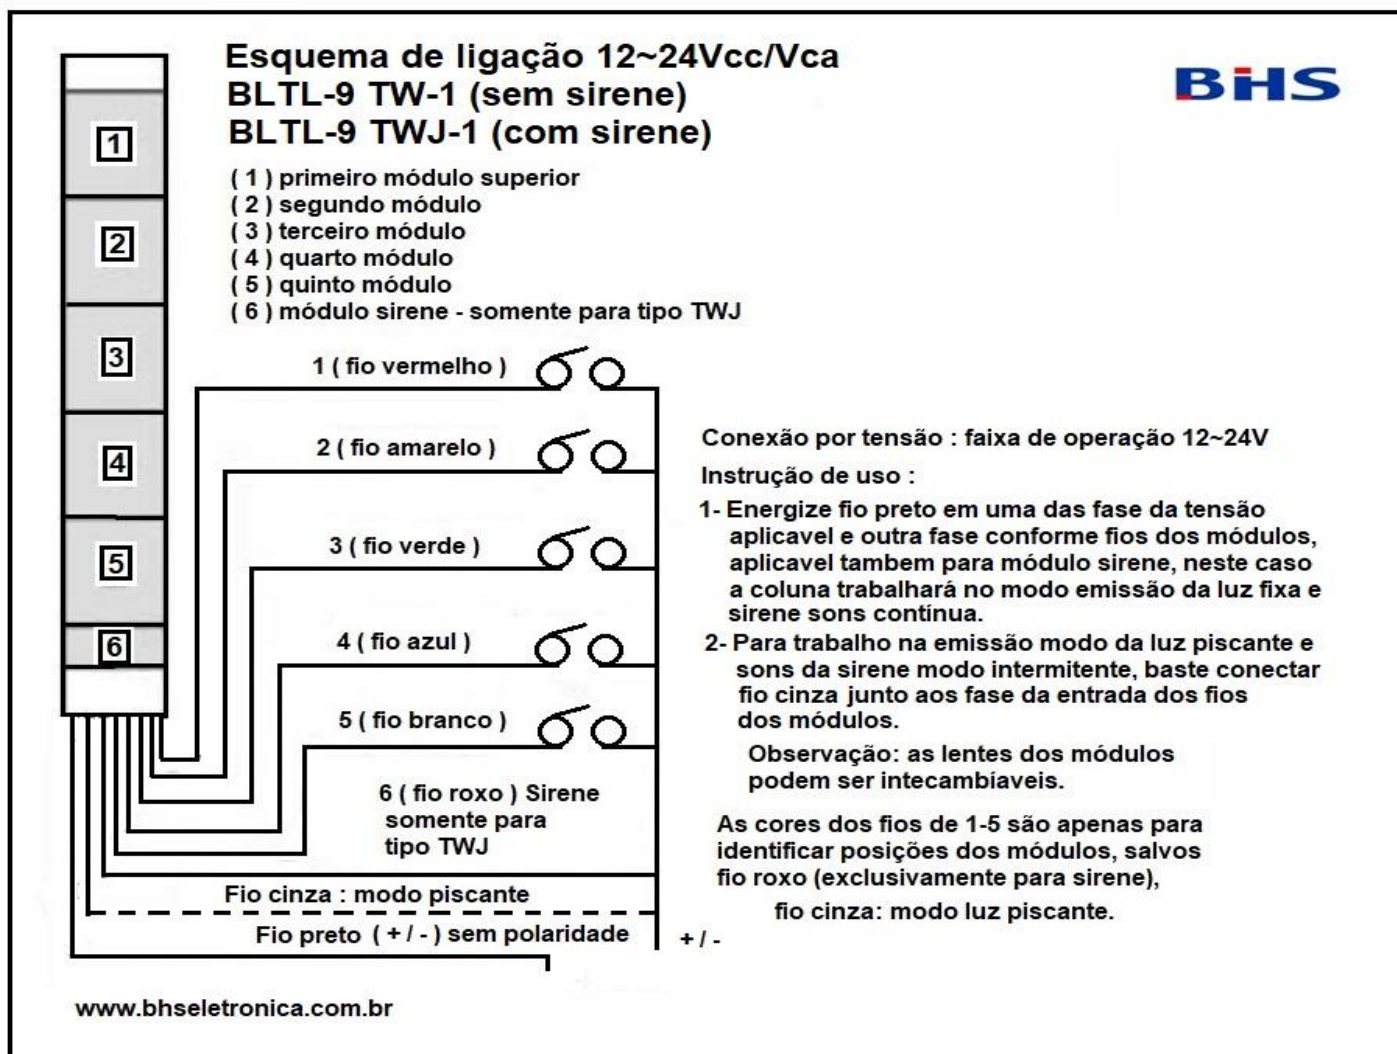 Esquema de ligação 12~24Vcc/Vca
BLTL-9 TW-1 (sem sirene)
BLTL-9 TWJ-1 (com sirene)
BHS
( 1 ) primeiro módulo superior
( 2 ) segundo módulo
( 3 ) terceiro módulo
( 4 ) quarto módulo
( 5 ) quinto módulo
( 6 ) módulo sirene - somente para tipo TWJ
1
2
3
4
5
6
1 ( fio vermelho )
2 ( fio amarelo )
3 ( fio verde )
4 ( fio azul )
5 ( fio branco )
6 ( fio roxo ) Sirene
somente para
tipo TWJ
Fio cinza : modo piscante
Fio preto ( + / - ) sem polaridade
+ / -
Conexão por tensão : faixa de operação 12~24V
Instrução de uso :
1- Energize fio preto em uma das fase da tensão
aplicavel e outra fase conforme fios dos módulos,
aplicavel tambem para módulo sirene, neste caso
a coluna trabalhará no modo emissão da luz fixa e
sirene sons contínua.
2- Para trabalho na emissão modo da luz piscante e
sons da sirene modo intermitente, baste conectar
fio cinza junto aos fase da entrada dos fios
dos módulos.
Observação: as lentes dos módulos
podem ser intecambíaveis.
As cores dos fios de 1-5 são apenas para
identificar posições dos módulos, salvos
fio roxo (exclusivamente para sirene),
fio cinza: modo luz piscante.
www.bhseletronica.com.br